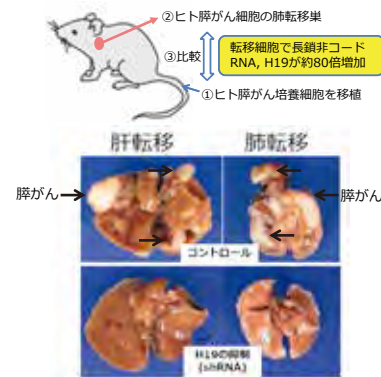 ②ヒト膵がん細胞の肺転移巣
③比較
転移細胞で長鎖非コード
RNA, H19が約80倍増加
①ヒト膵がん培養細胞を移植
肝転移
肺転移
膵がん
膵がん
コントロール
H19の抑制
(shRNA)